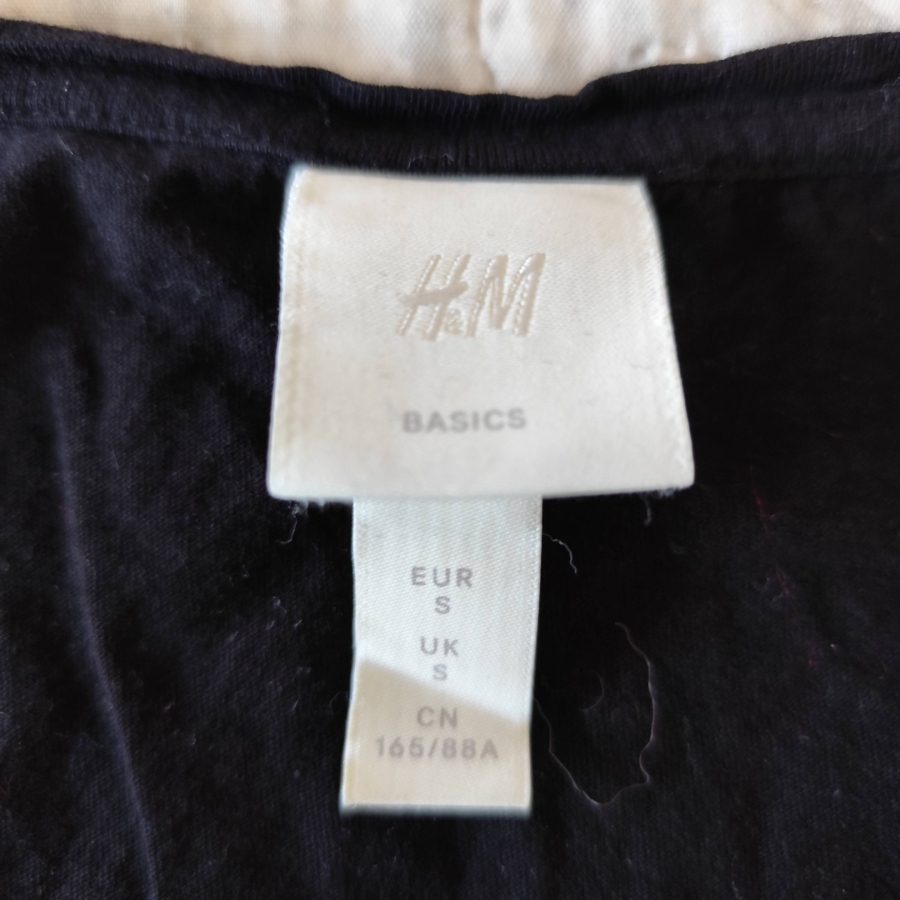 H&M
BASICS
EUR
S
UK
S
CN
165/88A